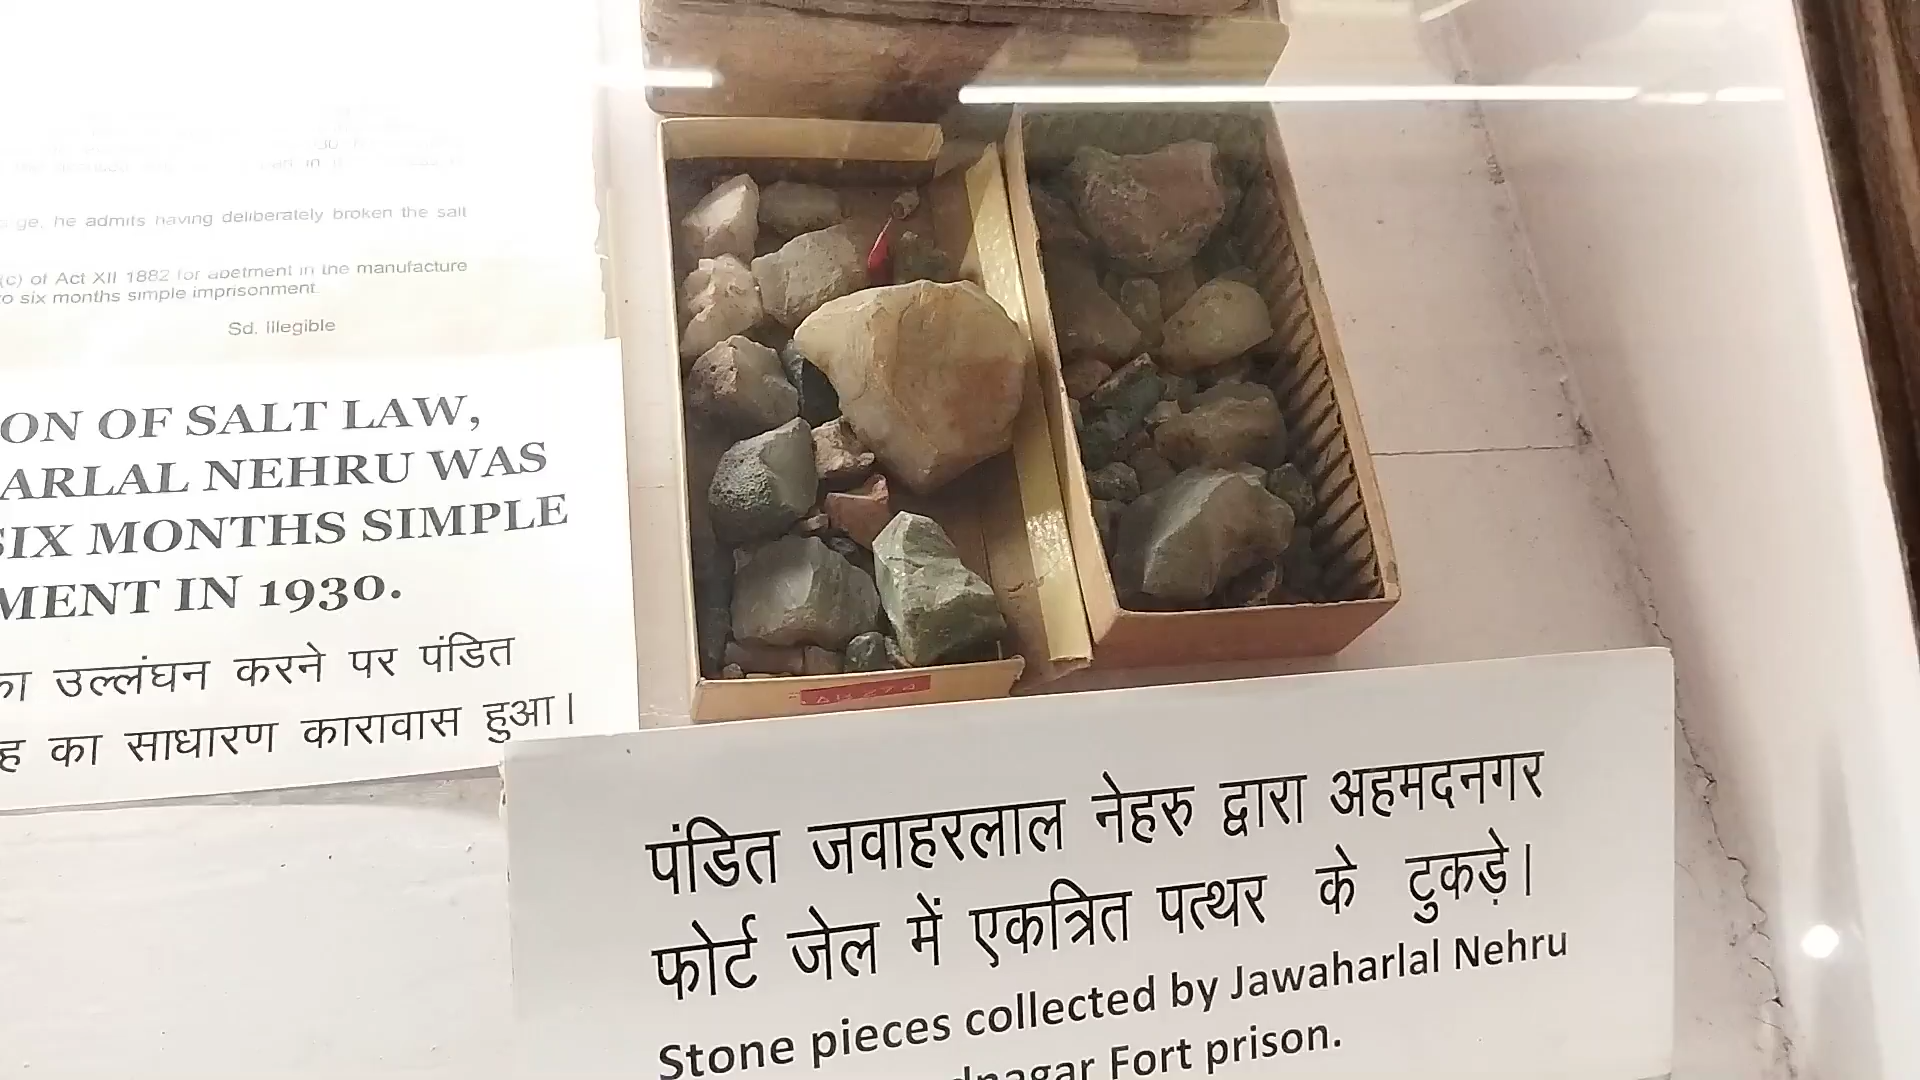 he admits having deliberately broken the salt
(c) of Act XII 1882 for abetment in the manufacture
six months simple imprisonment.
Sd. Illegible
ON OF SALT LAW,
ARLAL NEHRU WAS
SIX MONTHS SIMPLE
MENT IN 1930.
का उल्लंघन करने पर पंडित
ह का साधारण कारावास हुआ।
पंडित जवाहरलाल नेहरु द्वारा अहमदनगर
फोर्ट जेल में एकत्रित पत्थर के टुकड़े।
Stone pieces collected by Jawaharlal Nehru
dnagar Fort prison.